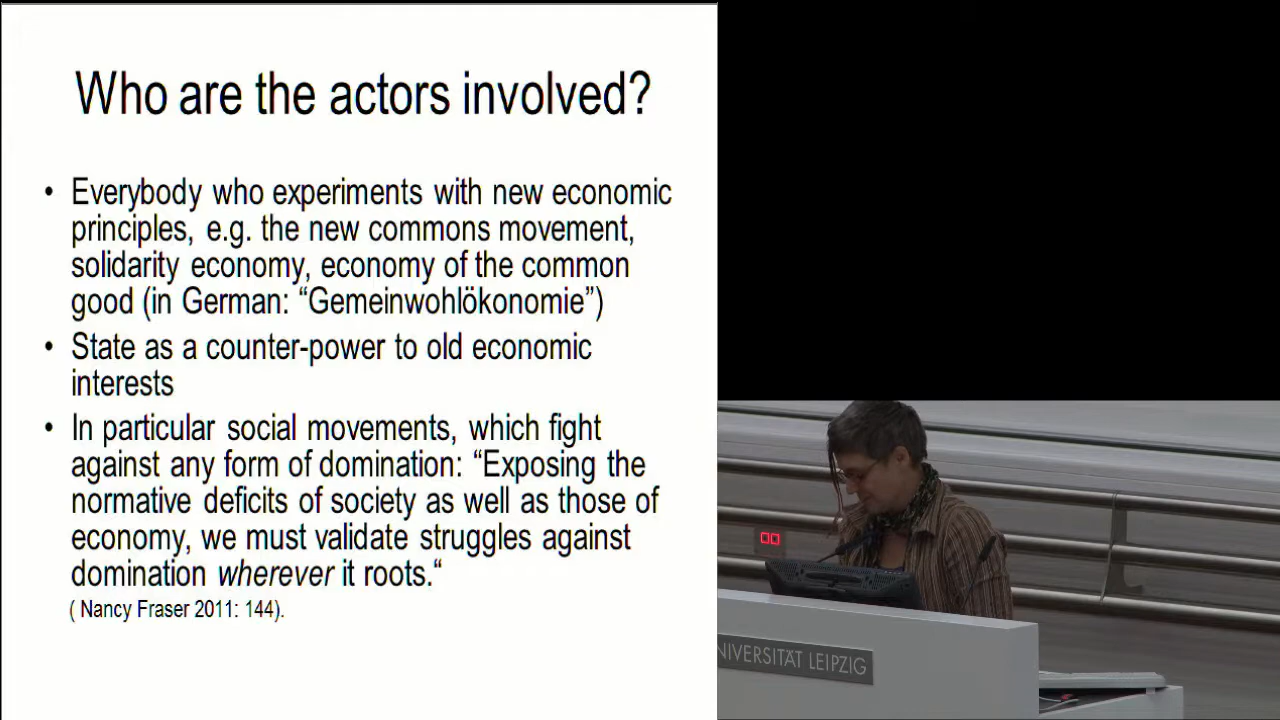 Who are the actors involved?
• Everybody who experiments with new economic
principles, e.g. the new commons movement,
solidarity economy, economy of the common
good (in German: “Gemeinwohlökonomie”)
• State as a counter-power to old economic
interests
• In particular social movements, which fight
against any form of domination: “Exposing the
normative deficits of society as well as those of
economy, we must validate struggles against
domination wherever it roots.“
( Nancy Fraser 2011: 144).
00
NIVERSITÄT LEIPZIG